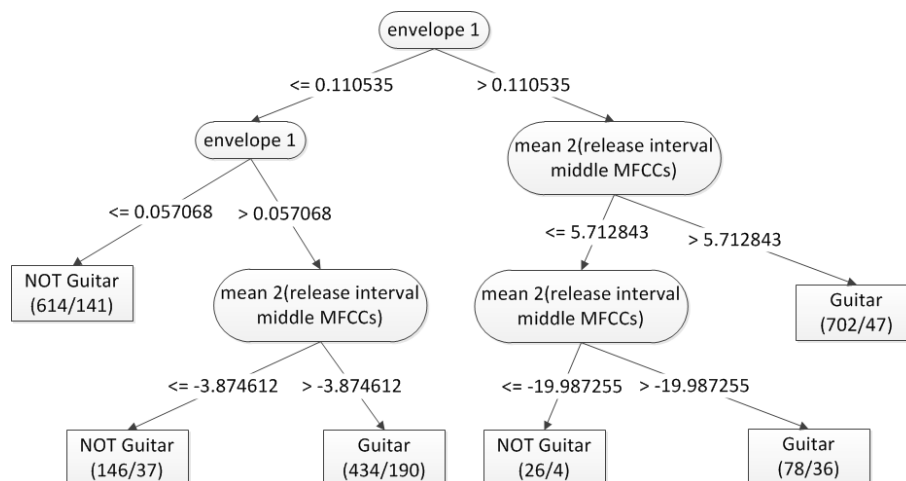 envelope 1
<= 0.110535
> 0.110535
envelope 1
mean 2(release interval
middle MFCCs)
<= 0.057068
> 0.057068
<= 5.712843
> 5.712843
NOT Guitar
(614/141)
mean 2(release interval
middle MFCCs)
mean 2(release interval
middle MFCCs)
Guitar
(702/47)
<= -3.874612
> -3.874612
<= -19.987255
> -19.987255
NOT Guitar
(146/37)
Guitar
(434/190)
NOT Guitar
(26/4)
Guitar
(78/36)